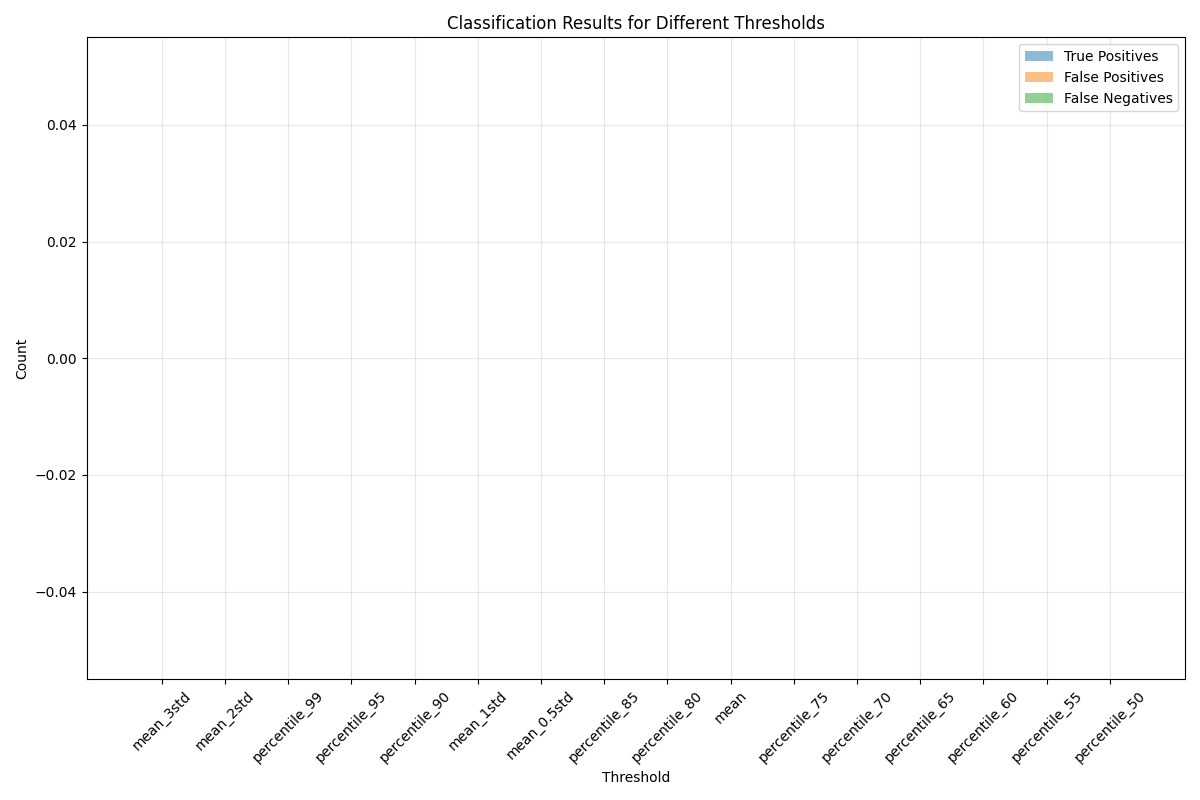 Classification Results for Different Thresholds
True Positives
False Positives
False Negatives
0.04
0.02
0.00
−0.02
−0.04
Count
mean_3std
mean_2std
percentile_99
percentile_95
percentile_90
mean_1std
mean_0.5std
percentile_85
percentile_80
mean
percentile_75
percentile_70
percentile_65
percentile_60
percentile_55
percentile_50
Threshold